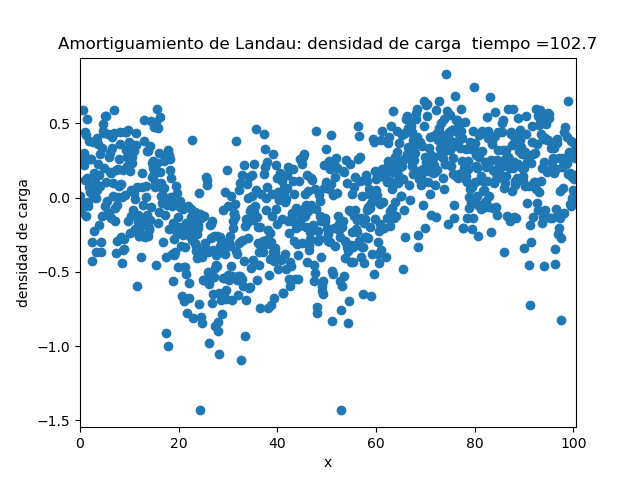 Amortiguamiento de Landau: densidad de carga  tiempo =102.7
densidad de carga
0.5
0.0
−0.5
−1.0
−1.5
0 20 40 60 80 100
x